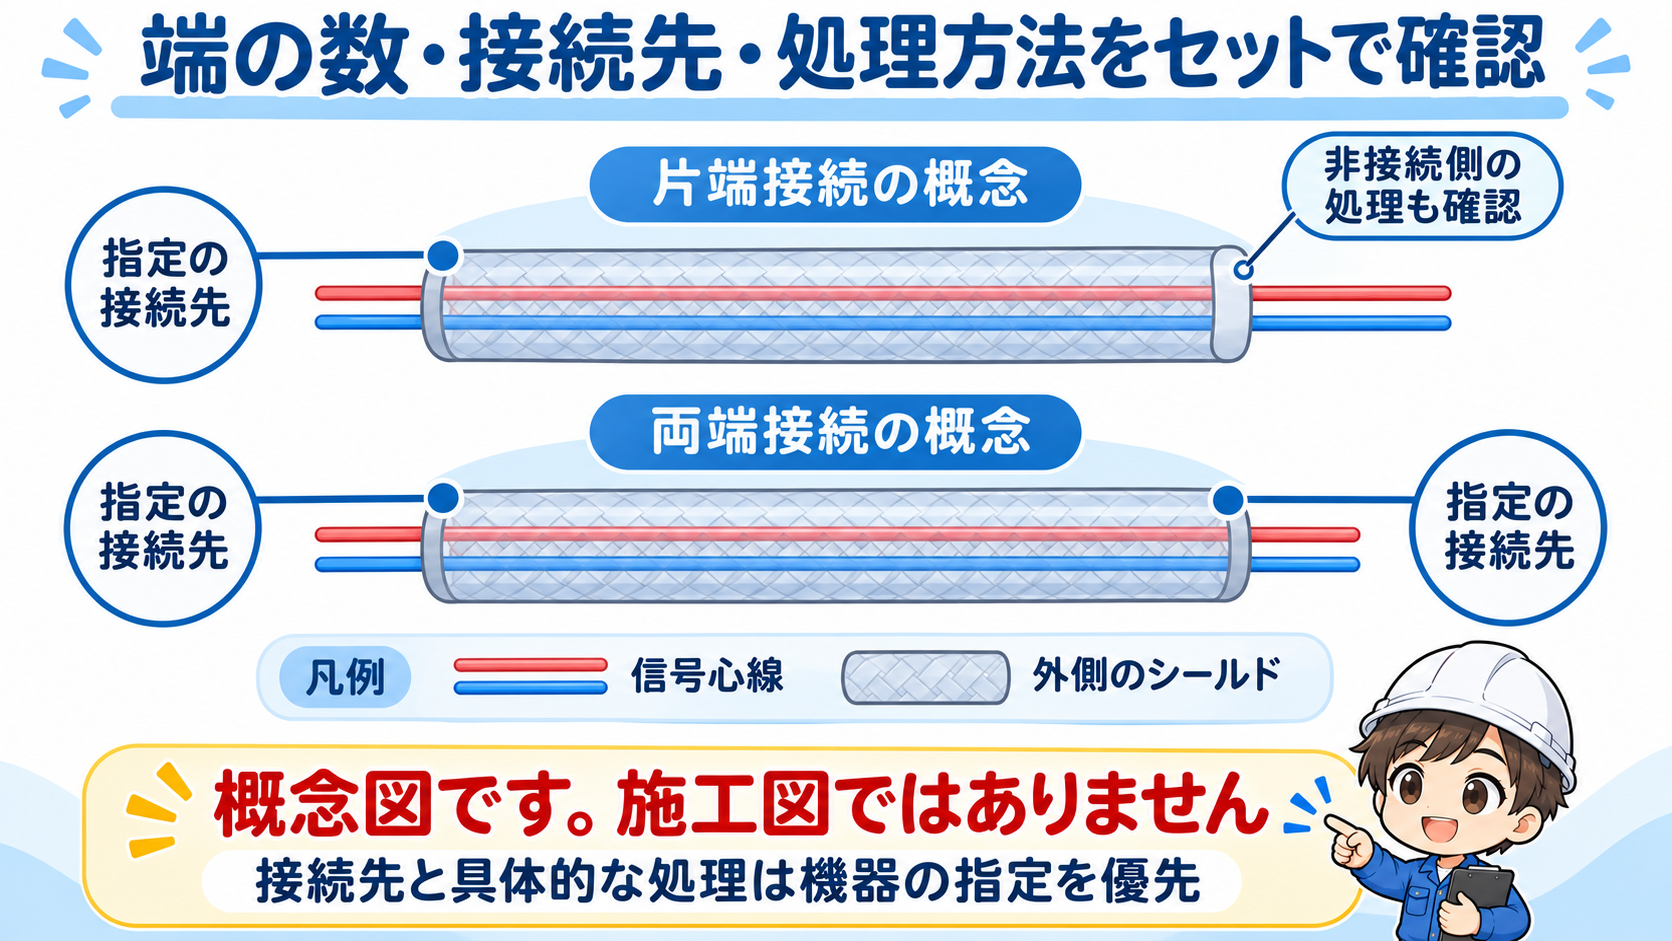 端の数・接続先・処理方法をセットで確認
片端接続の概念
非接続側の
処理も確認
指定の
接続先
両端接続の概念
指定の
接続先
指定の
接続先
凡例
信号心線
外側のシールド
概念図です。施工図ではありません
接続先と具体的な処理は機器の指定を優先